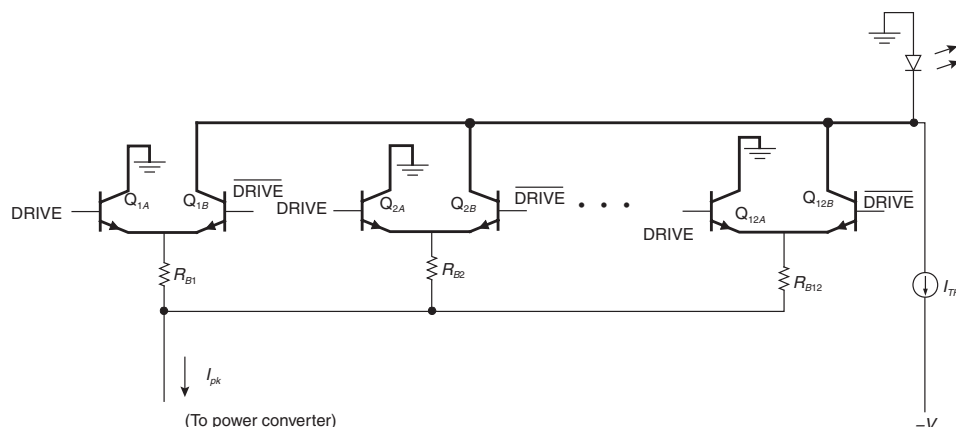 DRIVE
Q1A
Q1B
DRIVE
DRIVE
Q2A
Q2B
DRIVE
• • •
DRIVE
Q12A
Q12B
DRIVE
RB1
RB2
RB12
Ipk
(To power converter)
–V